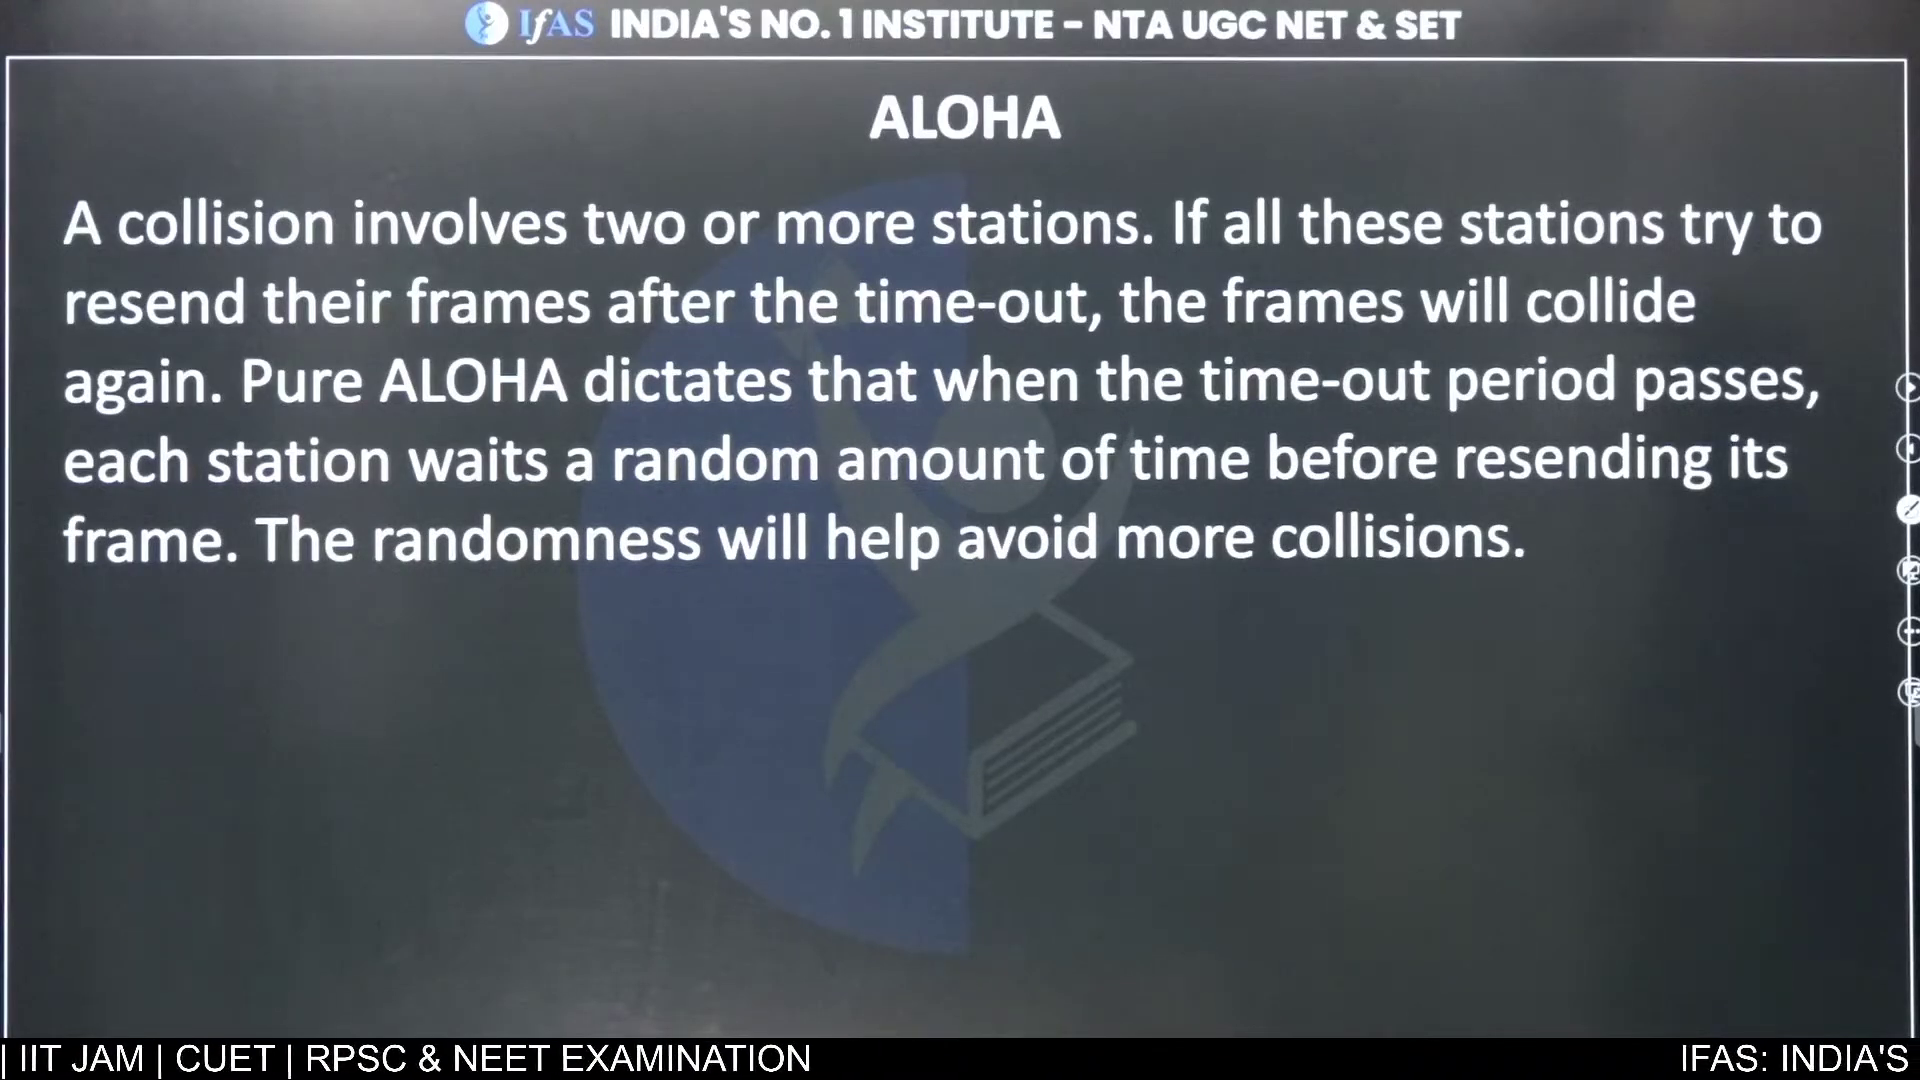 IfAS INDIA'S NO. 1 INSTITUTE - NTA UGC NET & SET
ALOHA
A collision involves two or more stations. If all these stations try to
resend their frames after the time-out, the frames will collide
again. Pure ALOHA dictates that when the time-out period passes,
each station waits a random amount of time before resending its
frame. The randomness will help avoid more collisions.
| IIT JAM | CUET | RPSC & NEET EXAMINATION IFAS: INDIA'S